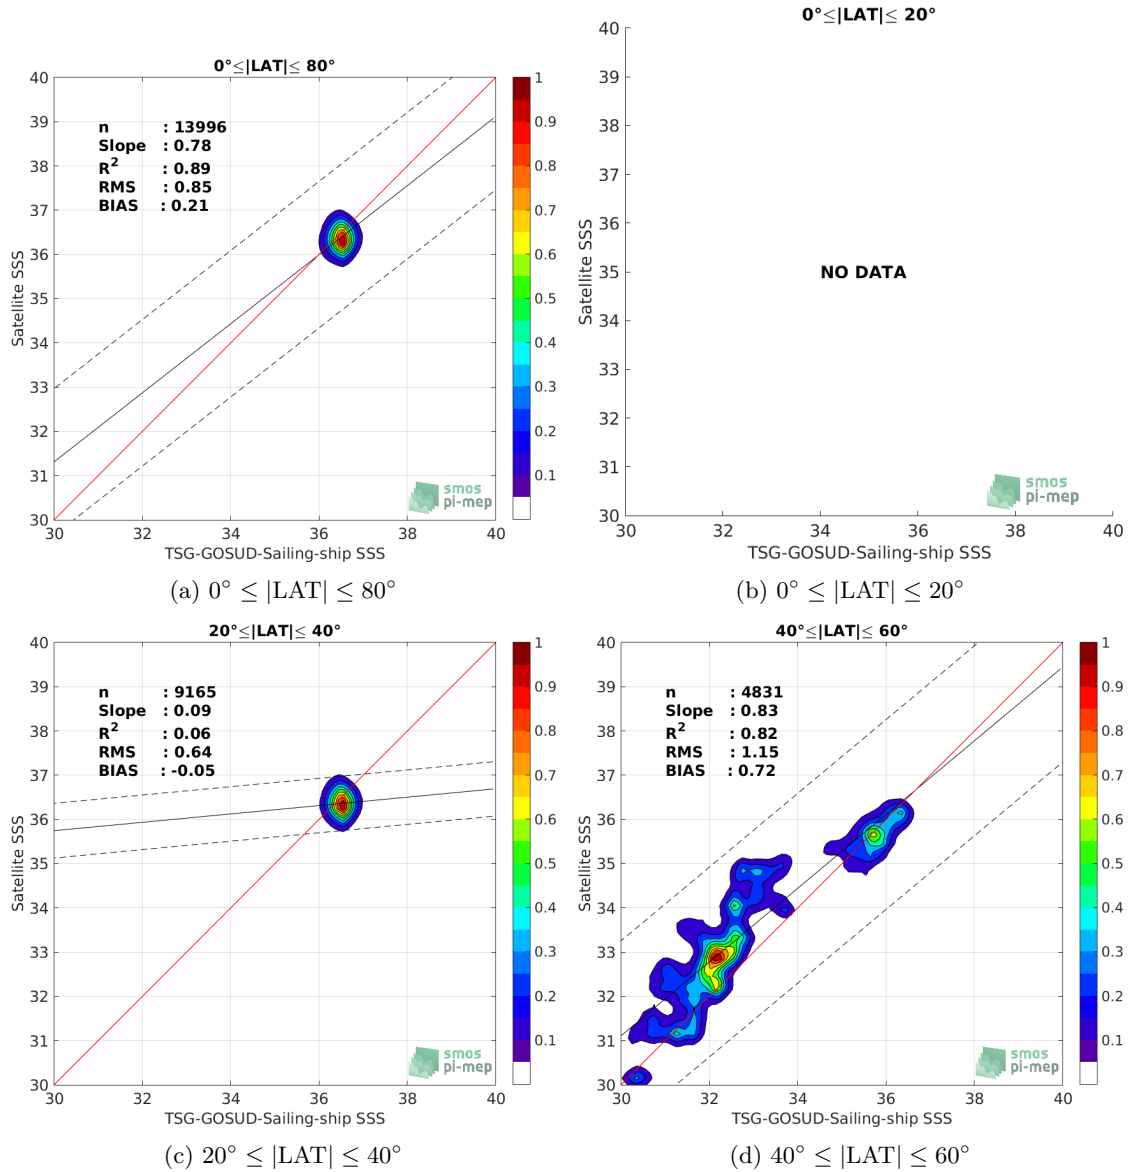 0°≤|LAT|≤ 80°
n : 13996
Slope : 0.78
R² : 0.89
RMS : 0.85
BIAS : 0.21
Satellite SSS
40
39
38
37
36
35
34
33
32
31
30
30 32 34 36 38 40
TSG-GOSUD-Sailing-ship SSS
1
0.9
0.8
0.7
0.6
0.5
0.4
0.3
0.2
0.1
smos
pi-mep
(a) 0° ≤ |LAT| ≤ 80°
0°≤|LAT|≤ 20°
NO DATA
Satellite SSS
40
39
38
37
36
35
34
33
32
31
30
30 32 34 36 38 40
TSG-GOSUD-Sailing-ship SSS
smos
pi-mep
(b) 0° ≤ |LAT| ≤ 20°
20°≤|LAT|≤ 40°
n : 9165
Slope : 0.09
R² : 0.06
RMS : 0.64
BIAS : -0.05
Satellite SSS
40
39
38
37
36
35
34
33
32
31
30
30 32 34 36 38 40
TSG-GOSUD-Sailing-ship SSS
1
0.9
0.8
0.7
0.6
0.5
0.4
0.3
0.2
0.1
smos
pi-mep
(c) 20° ≤ |LAT| ≤ 40°
40°≤|LAT|≤ 60°
n : 4831
Slope : 0.83
R² : 0.82
RMS : 1.15
BIAS : 0.72
Satellite SSS
40
39
38
37
36
35
34
33
32
31
30
30 32 34 36 38 40
TSG-GOSUD-Sailing-ship SSS
1
0.9
0.8
0.7
0.6
0.5
0.4
0.3
0.2
0.1
smos
pi-mep
(d) 40° ≤ |LAT| ≤ 60°